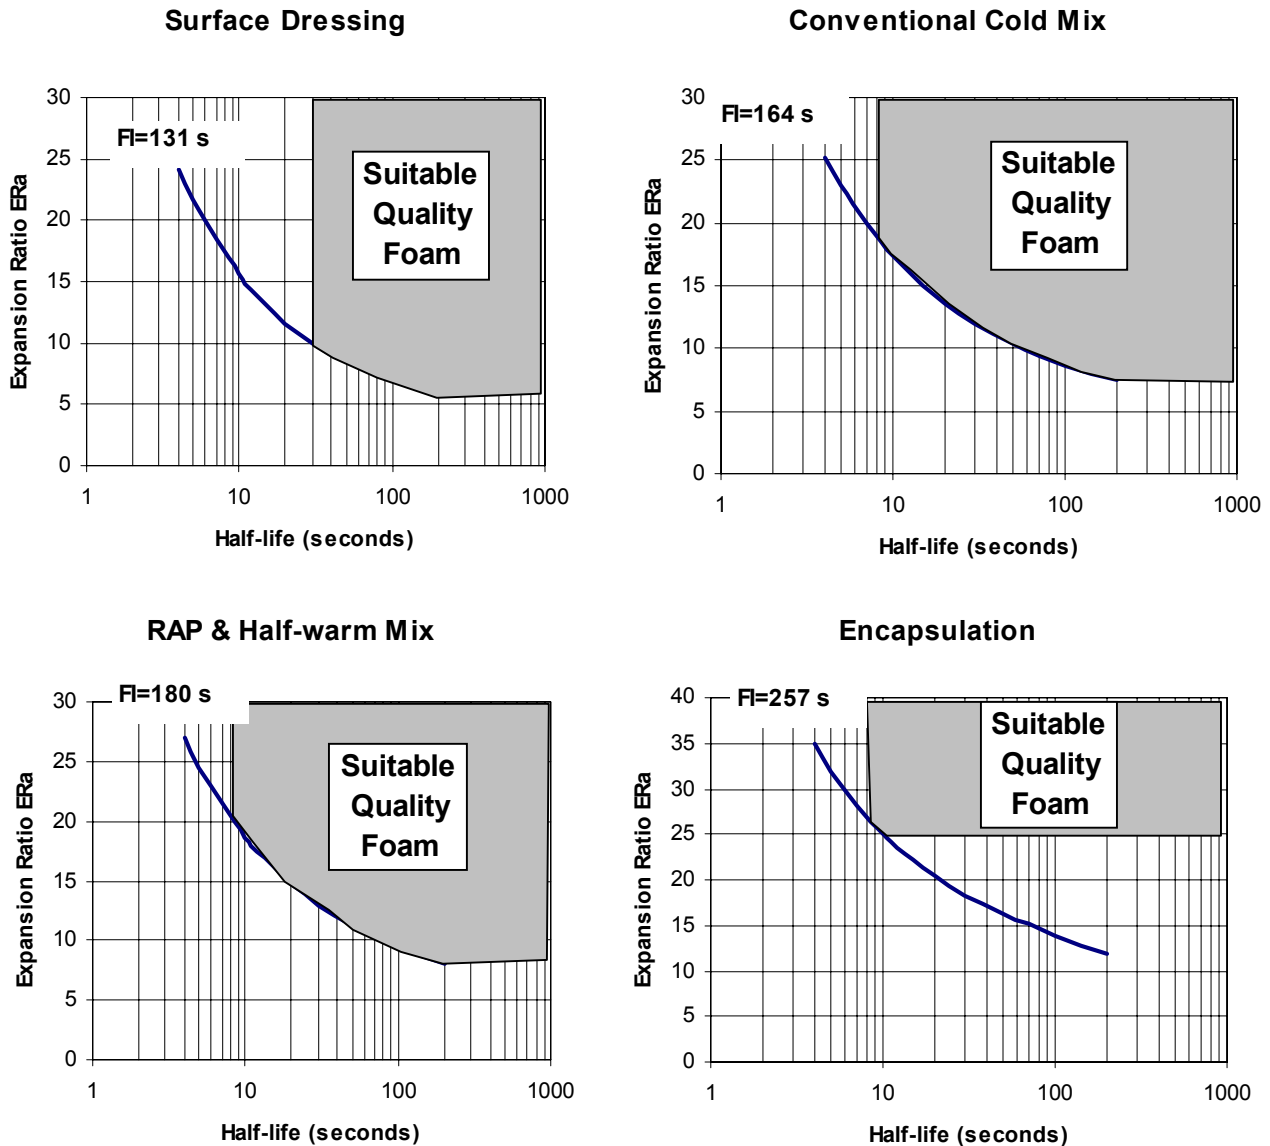 Surface Dressing
Conventional Cold Mix
30
25
20
15
10
5
0
Expansion Ratio ERa
FI=131 s
Suitable
Quality
Foam
1 10 100 1000
Half-life (seconds)
30
25
20
15
10
5
0
Expansion Ratio ERa
FI=164 s
Suitable
Quality
Foam
1 10 100 1000
Half-life (seconds)
RAP & Half-warm Mix
Encapsulation
30
25
20
15
10
5
0
Expansion Ratio ERa
FI=180 s
Suitable
Quality
Foam
1 10 100 1000
Half-life (seconds)
40
35
30
25
20
15
10
5
0
Expansion Ratio ERa
FI=257 s
Suitable
Quality
Foam
1 10 100 1000
Half-life (seconds)